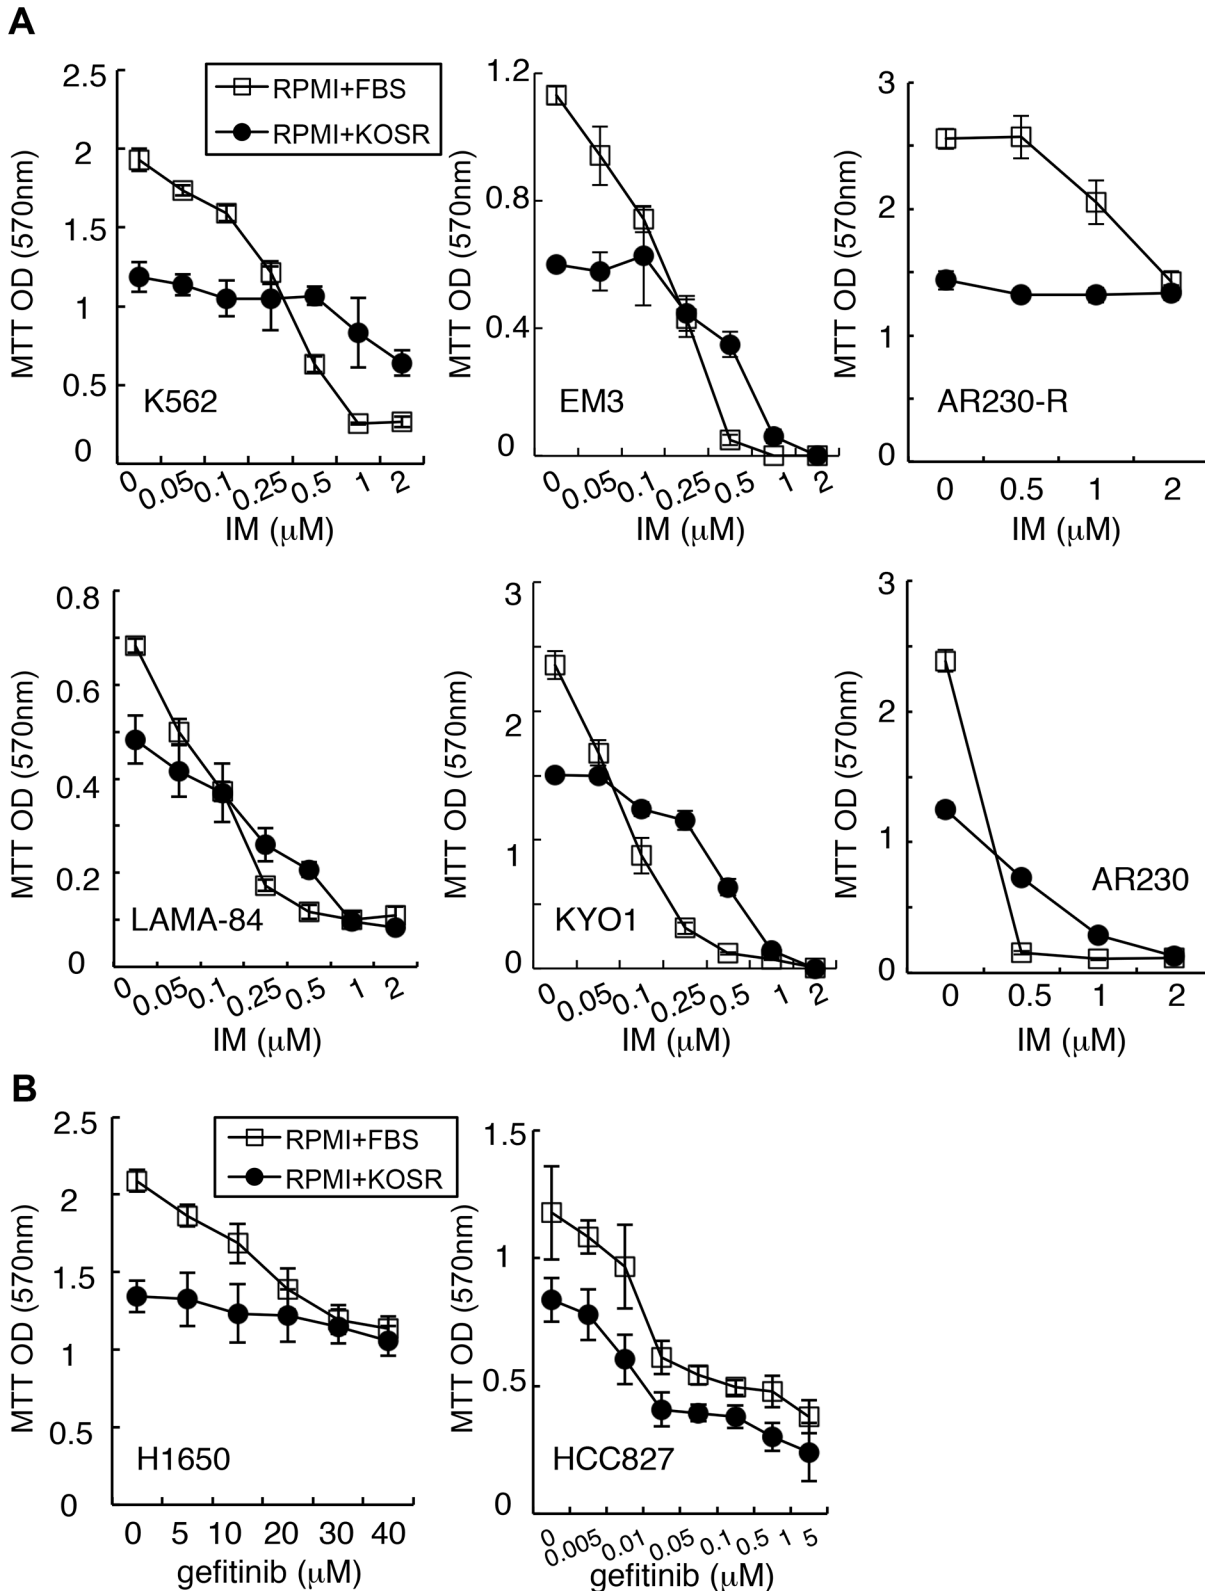 A
RPMI+FBS
RPMI+KOSR
MTT OD (570nm)
2.5
2
1.5
1
0.5
0
K562
0 0.05 0.1 0.25 0.5 1 2
IM (μM)
MTT OD (570nm)
1.2
0.8
0.4
0
EM3
0 0.05 0.1 0.25 0.5 1 2
IM (μM)
MTT OD (570nm)
3
2
1
0
AR230-R
0 0.5 1 2
IM (μM)
MTT OD (570nm)
0.8
0.6
0.4
0.2
0
LAMA-84
0 0.05 0.1 0.25 0.5 1 2
IM (μM)
MTT OD (570nm)
3
2
1
0
KYO1
0 0.05 0.1 0.25 0.5 1 2
IM (μM)
MTT OD (570nm)
3
2
1
0
AR230
0 0.5 1 2
IM (μM)
B
RPMI+FBS
RPMI+KOSR
MTT OD (570nm)
2.5
2
1.5
1
0.5
0
H1650
0 5 10 20 30 40
gefitinib (μM)
MTT OD (570nm)
1.5
1
0.5
0
HCC827
0 0.005 0.01 0.05 0.1 0.5 1 5
gefitinib (μM)